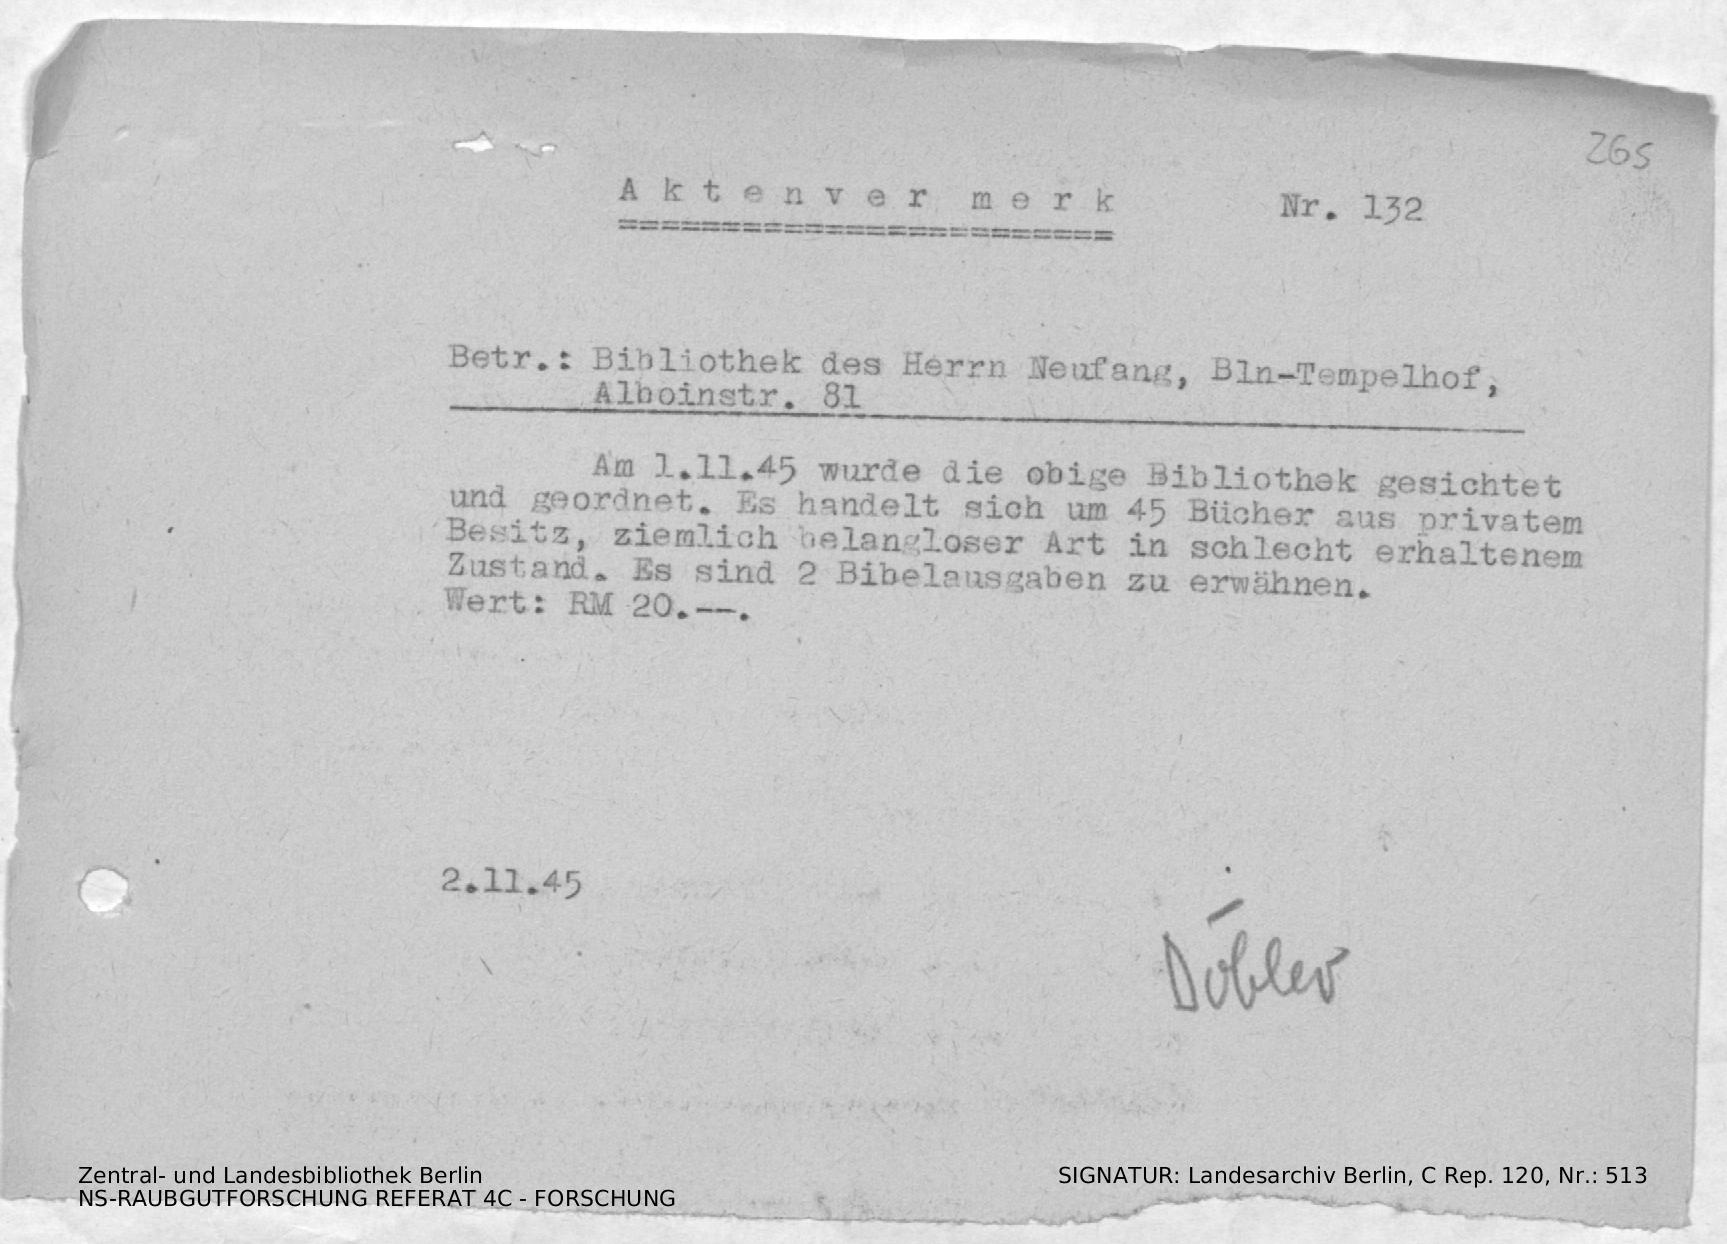 265
A k t e n v e r m e r k Nr. 132
=========================
Betr.: Bibliothek des Herrn Neufang, Bln-Tempelhof,
Alboinstr. 81
Am 1.11.45 wurde die obige Bibliothek gesichtet
und geordnet. Es handelt sich um 45 Bücher aus privatem
Besitz, ziemlich belangloser Art in schlecht erhaltenem
Zustand. Es sind 2 Bibelausgaben zu erwähnen.
Wert: RM 20.--.
2.11.45
Döbler
Zentral- und Landesbibliothek Berlin
NS-RAUBGUTFORSCHUNG REFERAT 4C - FORSCHUNG
SIGNATUR: Landesarchiv Berlin, C Rep. 120, Nr.: 513